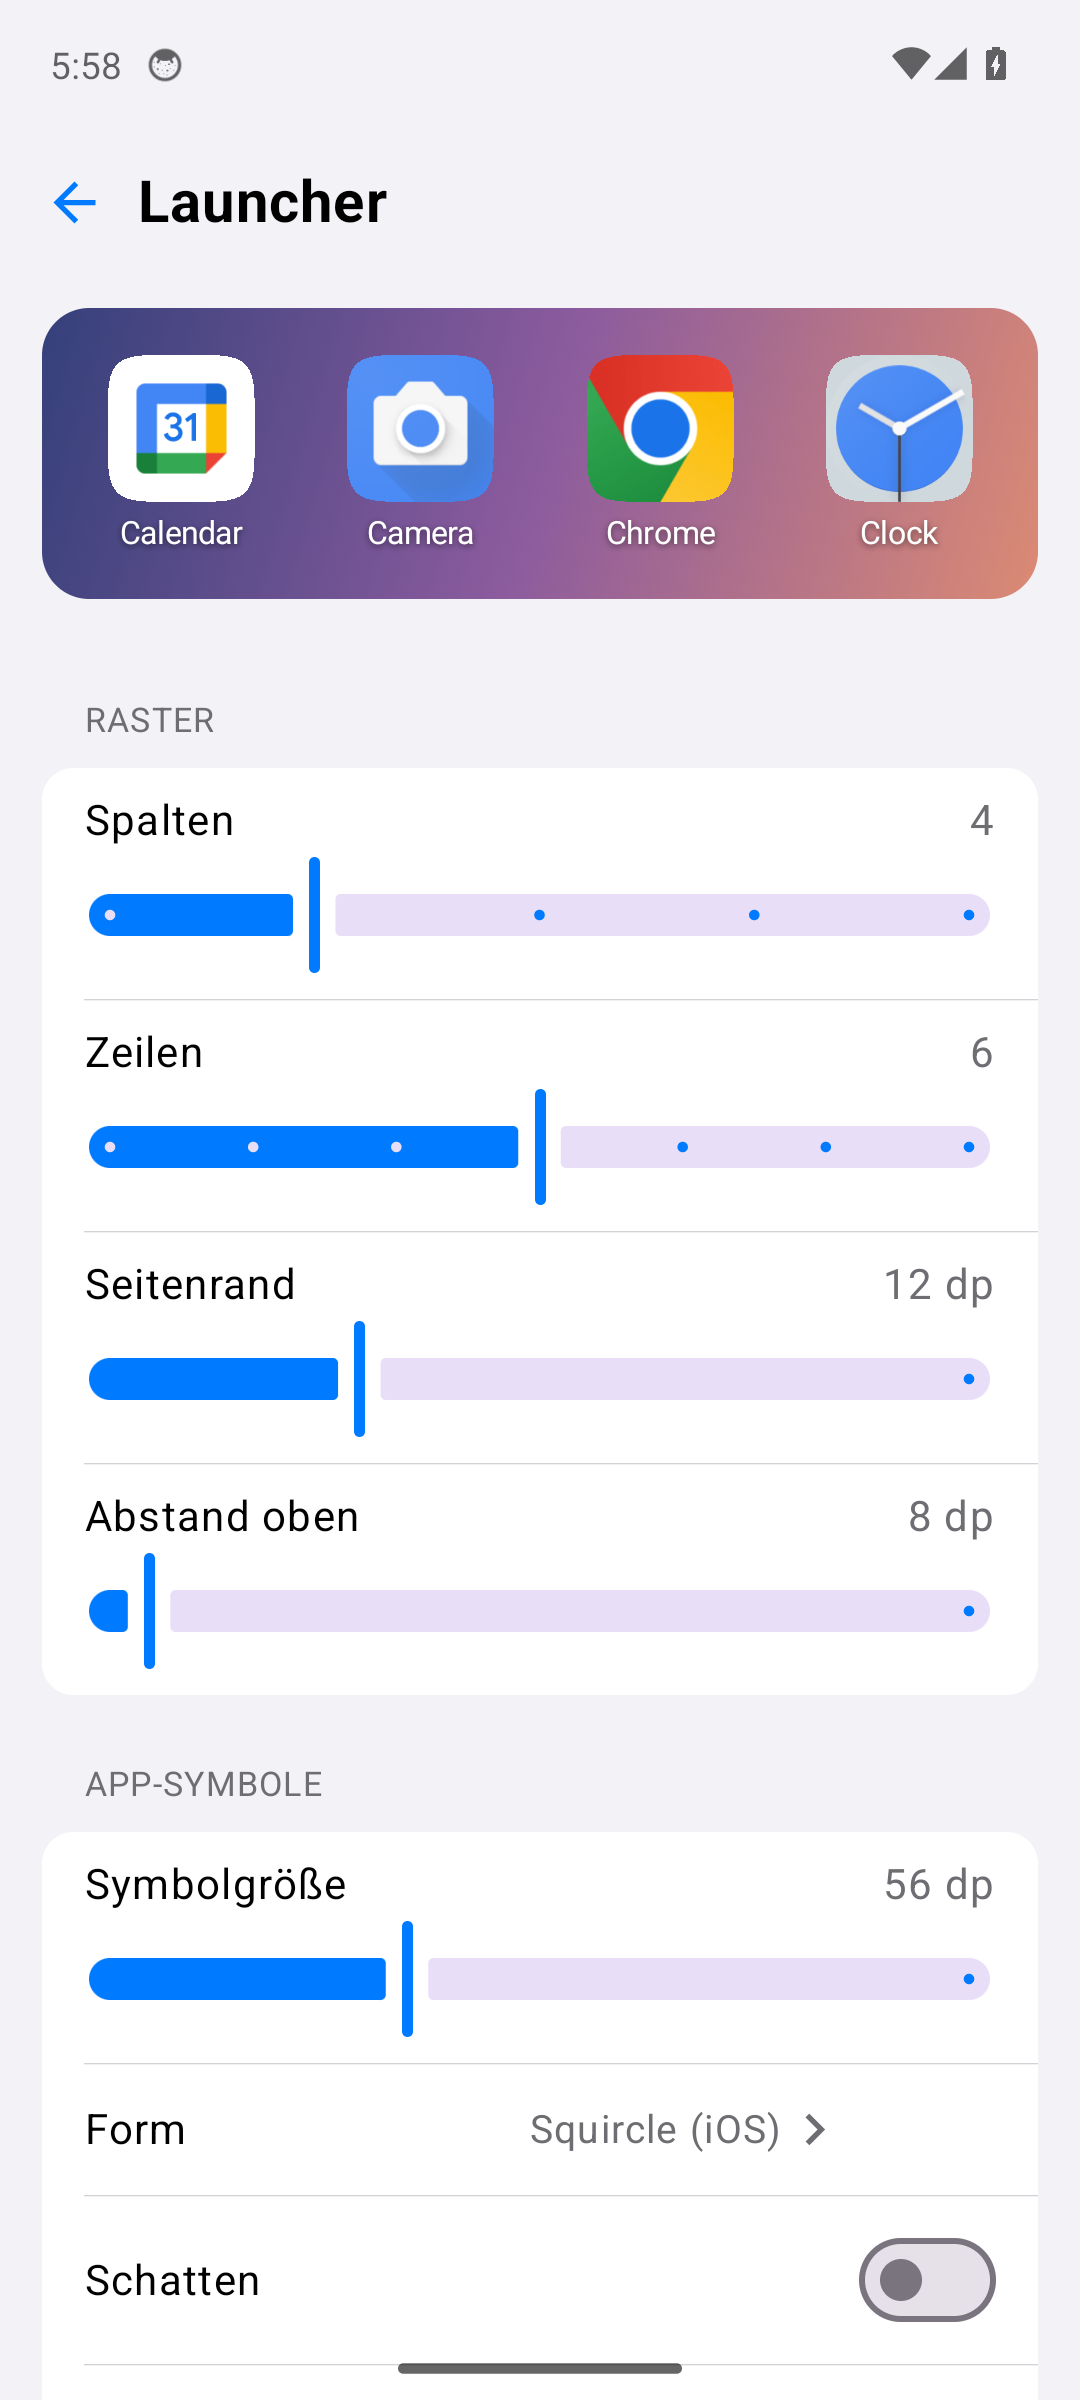 5:58
Launcher
31
Calendar
Camera
Chrome
Clock
RASTER
Spalten
4
Zeilen
6
Seitenrand
12 dp
Abstand oben
8 dp
APP-SYMBOLE
Symbolgröße
56 dp
Form
Squircle (iOS)
Schatten